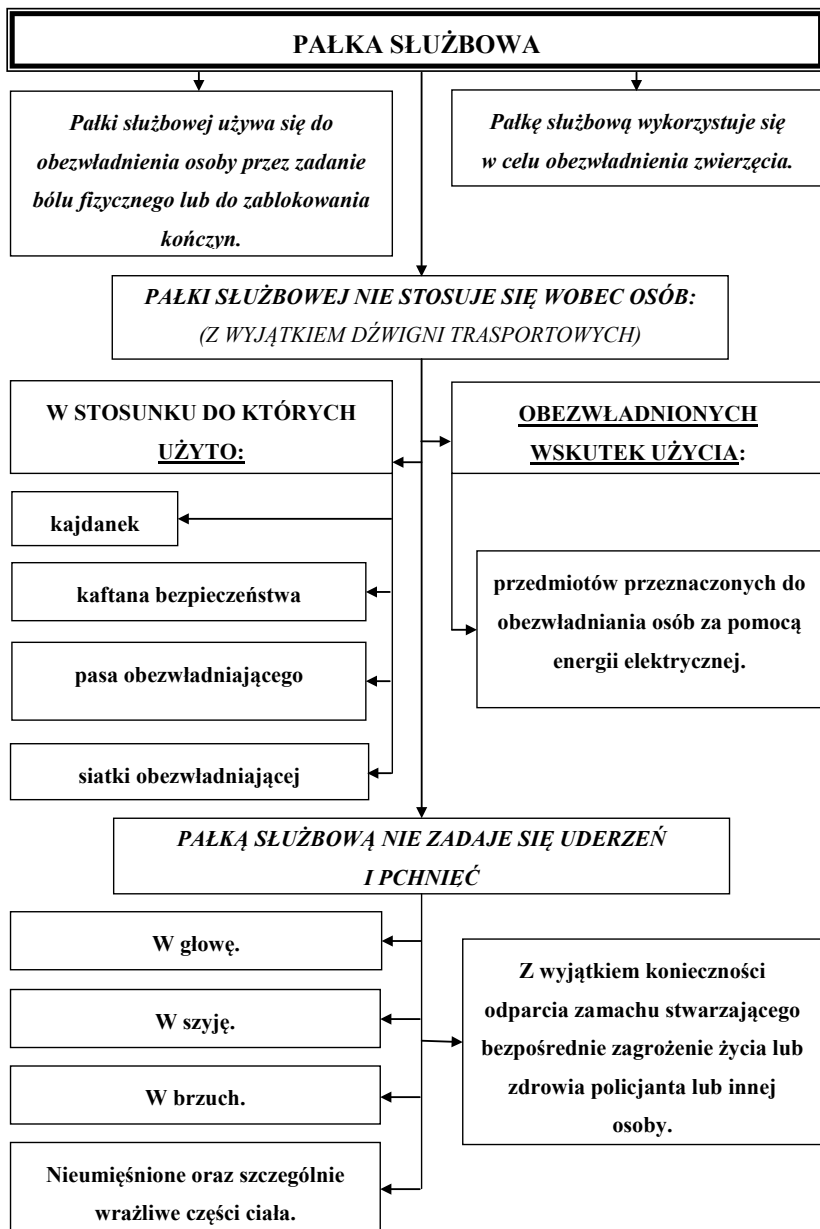 PAŁKA SŁUŻBOWA
Pałki służbowej używa się do
obezwładnienia osoby przez zadanie
bólu fizycznego lub do zablokowania
kończyn.
Pałkę służbową wykorzystuje się
w celu obezwładnienia zwierzęcia.
PAŁKI SŁUŻBOWEJ NIE STOSUJE SIĘ WOBEC OSÓB:
(Z WYJĄTKIEM DŹWIGNI TRASPORTOWYCH)
W STOSUNKU DO KTÓRYCH
UŻYTO:
kajdanek
kaftana bezpieczeństwa
pasa obezwładniającego
siatki obezwładniającej
OBEZWŁADNIONYCH
WSKUTEK UŻYCIA:
przedmiotów przeznaczonych do
obezwładniania osób za pomocą
energii elektrycznej.
PAŁKĄ SŁUŻBOWĄ NIE ZADAJE SIĘ UDERZEŃ
I PCHNIĘĆ
W głowę.
W szyję.
W brzuch.
Nieumięśnione oraz szczególnie
wrażliwe części ciała.
Z wyjątkiem konieczności
odparcia zamachu stwarzającego
bezpośrednie zagrożenie życia lub
zdrowia policjanta lub innej
osoby.